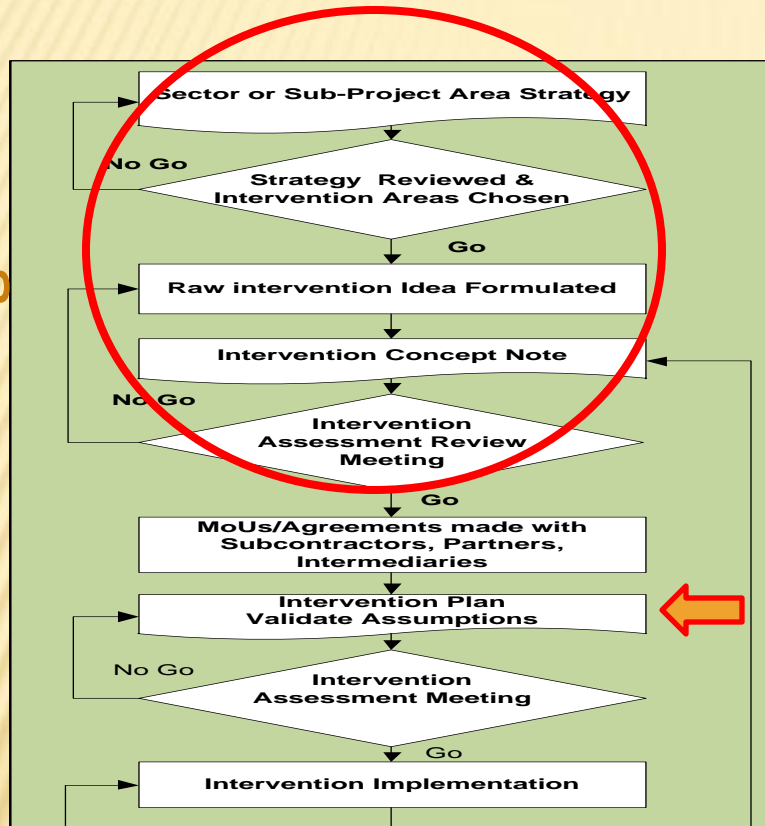 Sector or Sub-Project Area Strategy
No Go
Strategy Reviewed &
Intervention Areas Chosen
Go
Raw intervention Idea Formulated
Intervention Concept Note
No Go
Intervention
Assessment Review
Meeting
Go
MoUs/Agreements made with
Subcontractors, Partners,
Intermediaries
Intervention Plan
Validate Assumptions
No Go
Intervention
Assessment Meeting
Go
Intervention Implementation